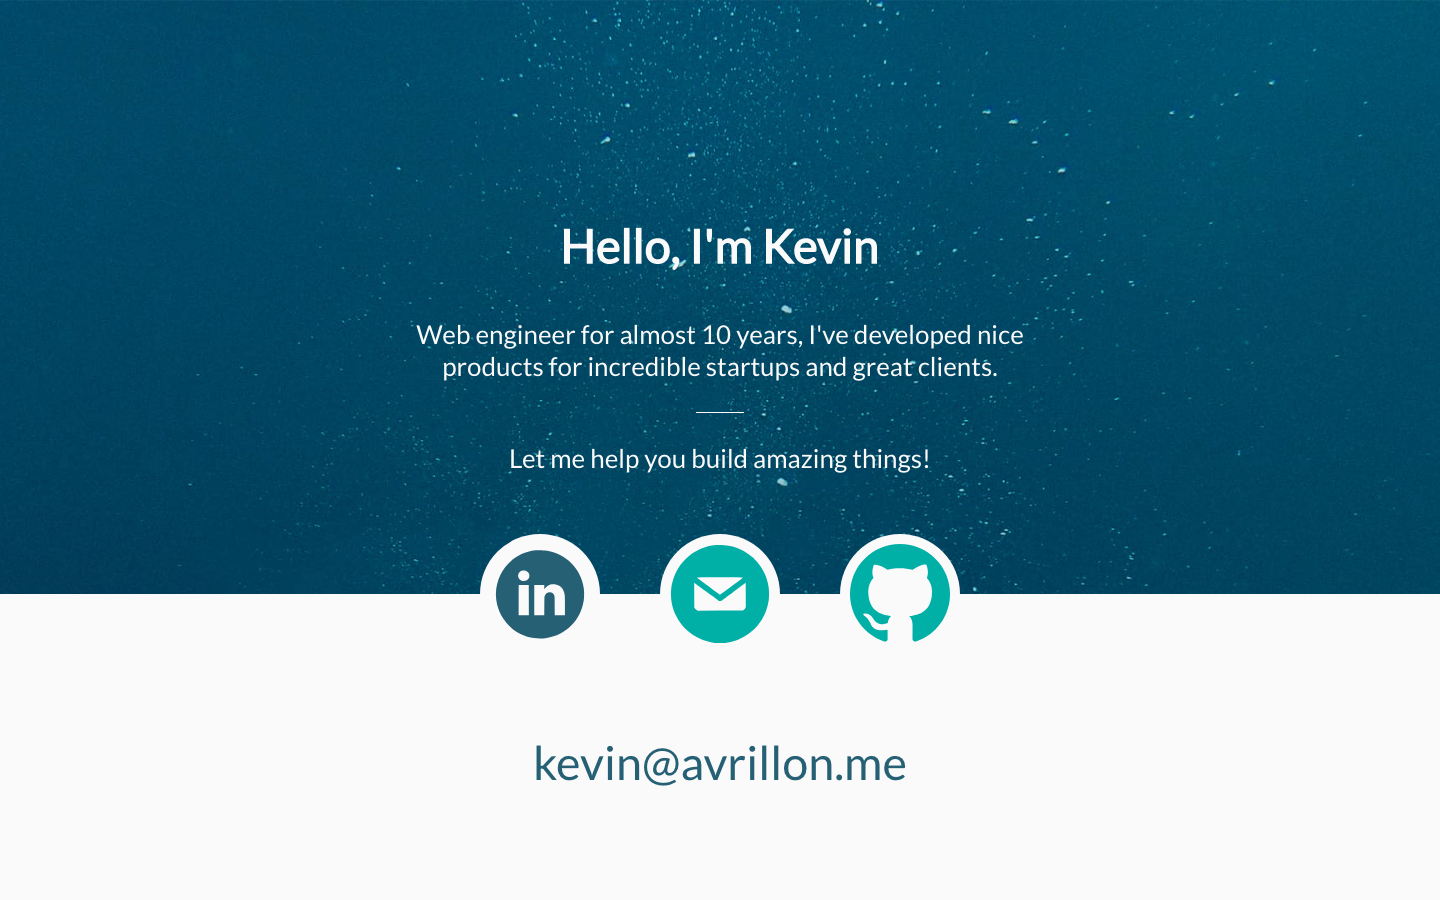 Hello, I'm Kevin
Web engineer for almost 10 years, I've developed nice
products for incredible startups and great clients.
Let me help you build amazing things!
in
kevin@avrillon.me